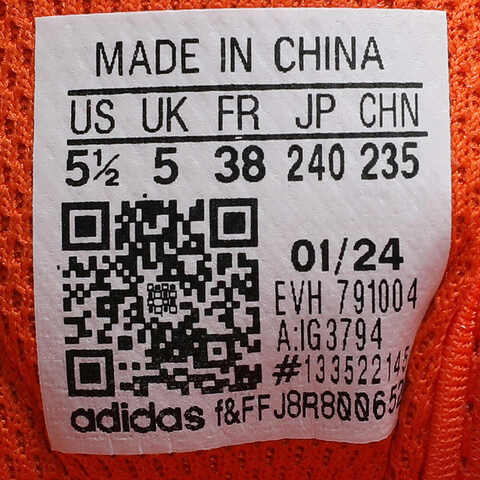 MADE IN CHINA
US UK FR JP CHN
5½ 5 38 240 235
01/24
EVH 791004
A:IG3794
#133522145
adidas f&FFJ8R80065